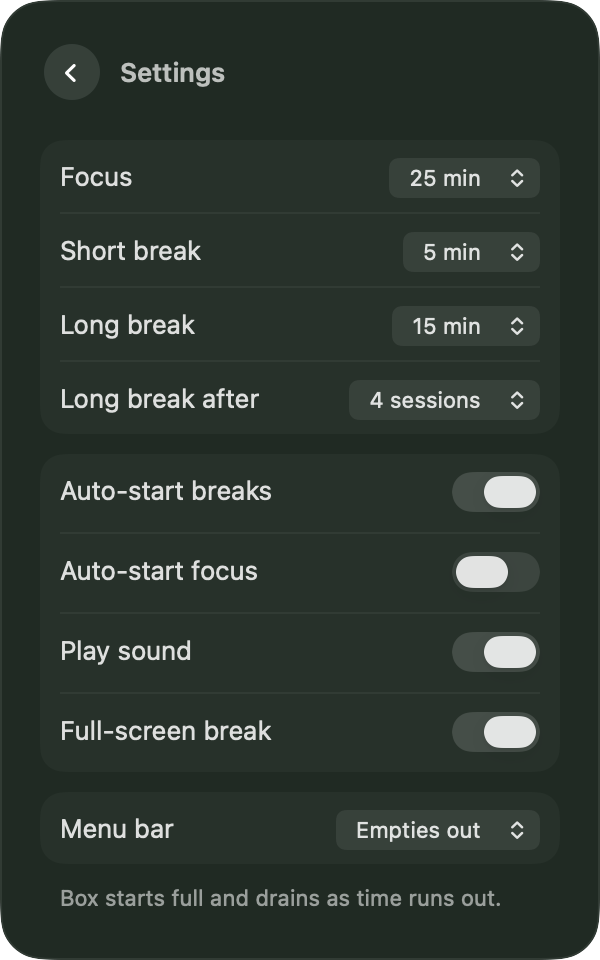 Settings
Focus 25 min
Short break 5 min
Long break 15 min
Long break after 4 sessions
Auto-start breaks
Auto-start focus
Play sound
Full-screen break
Menu bar Empties out
Box starts full and drains as time runs out.